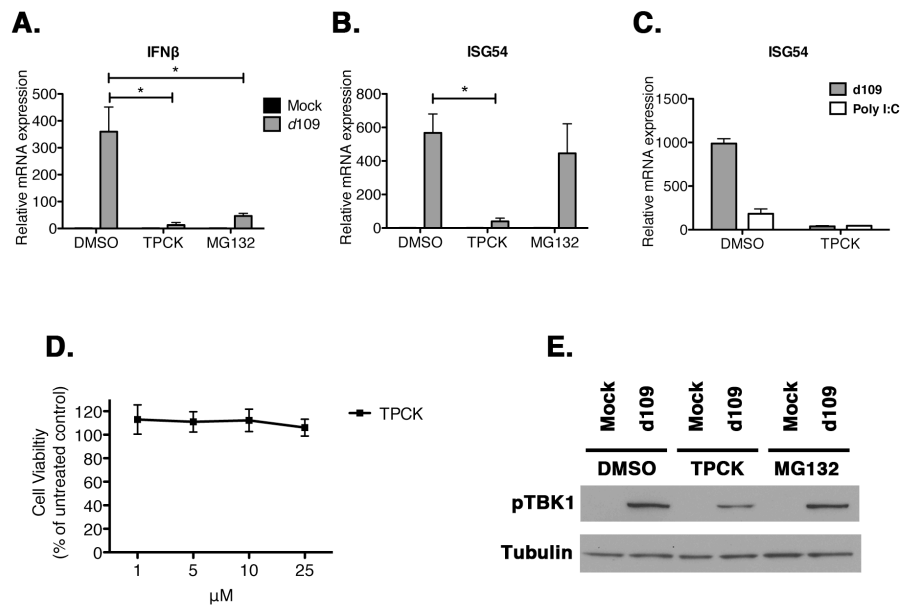 A.
IFNβ
*
*
Relative mRNA expression
500
400
300
200
100
0
DMSO TPCK MG132
Mock
d109
B.
ISG54
*
Relative mRNA expression
800
600
400
200
0
DMSO TPCK MG132
C.
ISG54
Relative mRNA expression
1500
1000
500
0
DMSO TPCK
d109
Poly I:C
D.
Cell Viabiltiy
(% of untreated control)
120
100
80
60
40
20
0
1 5 10 25
µM
TPCK
E.
Mock d109 Mock d109 Mock d109
DMSO TPCK MG132
pTBK1
Tubulin